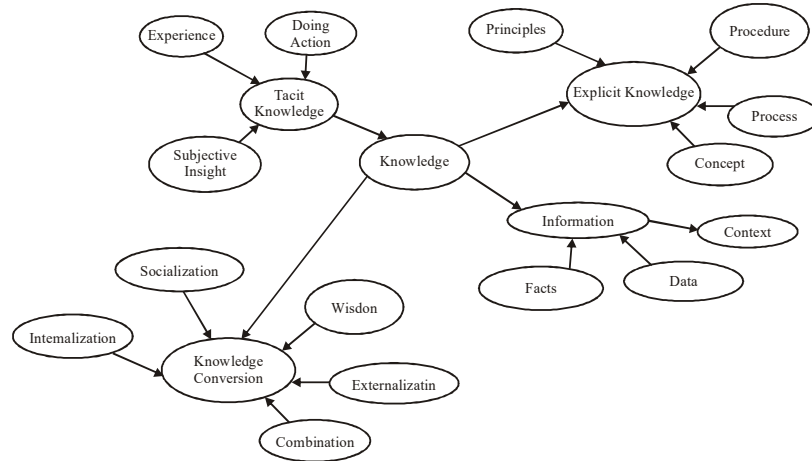 Experience
Doing
Action
Principles
Procedure
Tacit
Knowledge
Explicit Knowledge
Process
Subjective
Insight
Knowledge
Concept
Information
Context
Socialization
Facts
Data
Wisdon
Intemalization
Knowledge
Conversion
Externalizatin
Combination